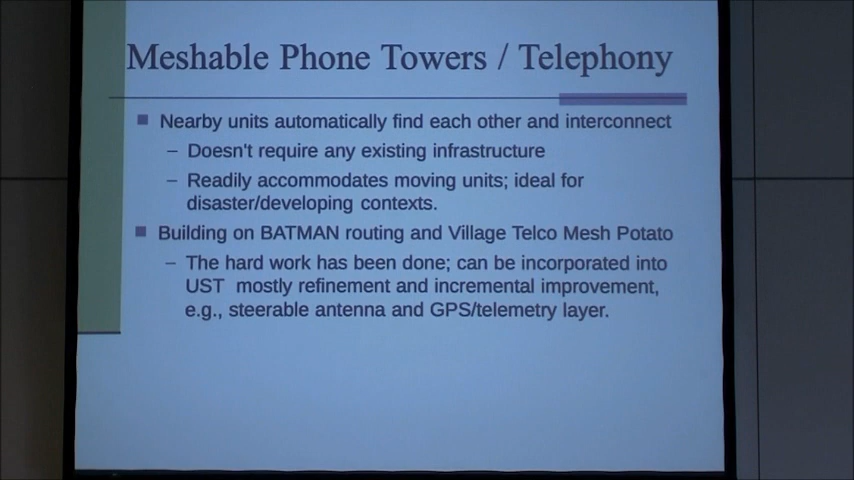 Meshable Phone Towers / Telephony
Nearby units automatically find each other and interconnect
– Doesn't require any existing infrastructure
– Readily accommodates moving units; ideal for
disaster/developing contexts.
Building on BATMAN routing and Village Telco Mesh Potato
– The hard work has been done; can be incorporated into
UST mostly refinement and incremental improvement,
e.g., steerable antenna and GPS/telemetry layer.